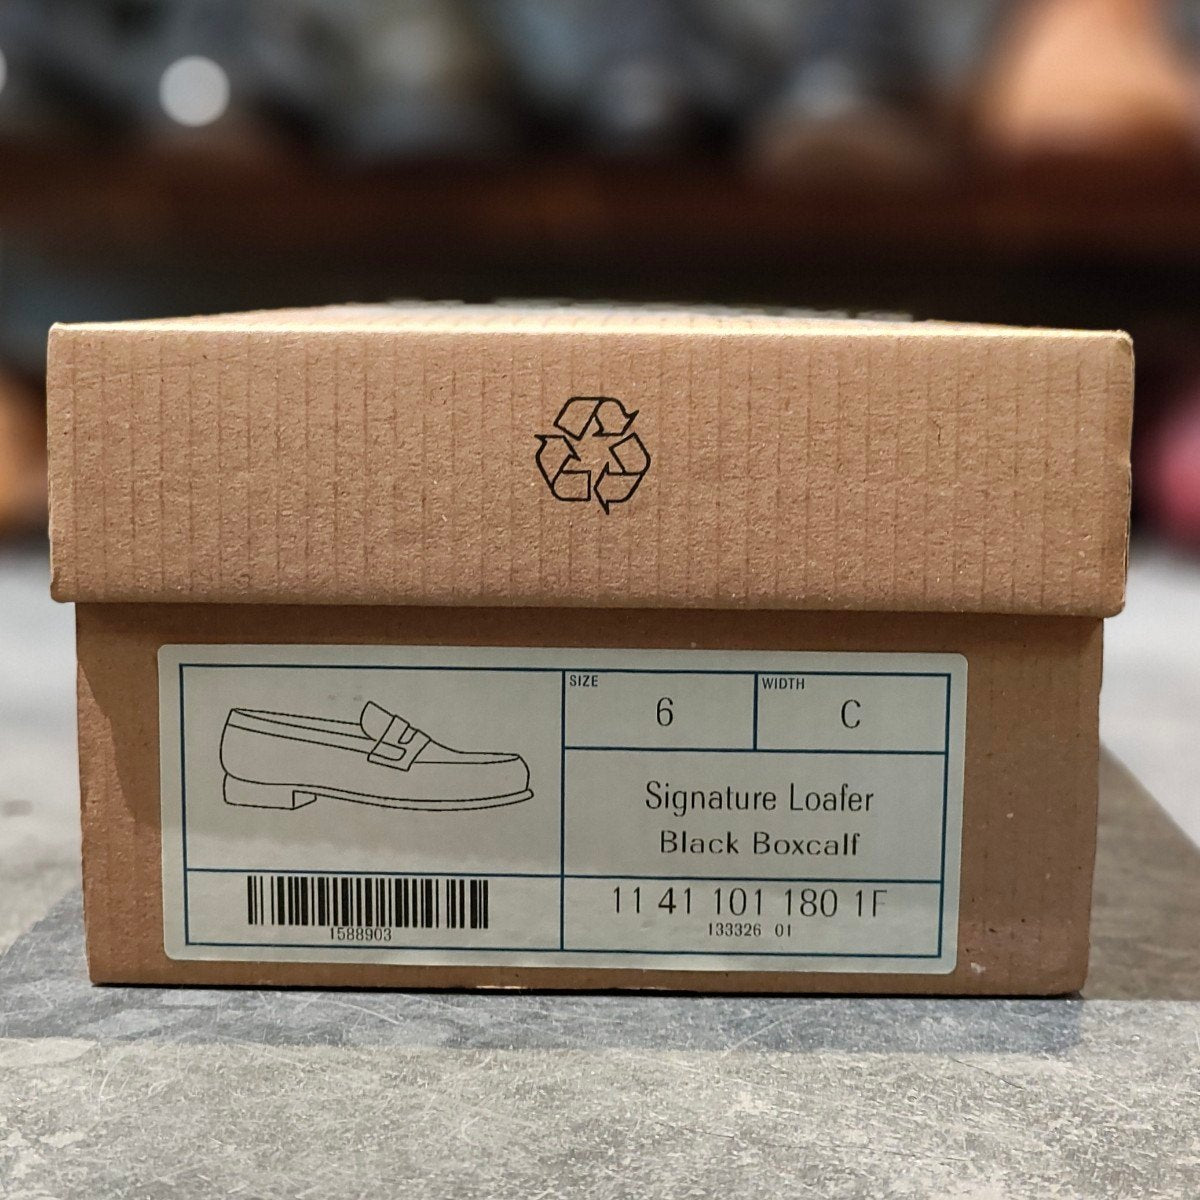 SIZE
6
WIDTH
C
Signature Loafer
Black Boxcalf
1588903
11 41 101 180 1F
133326 01